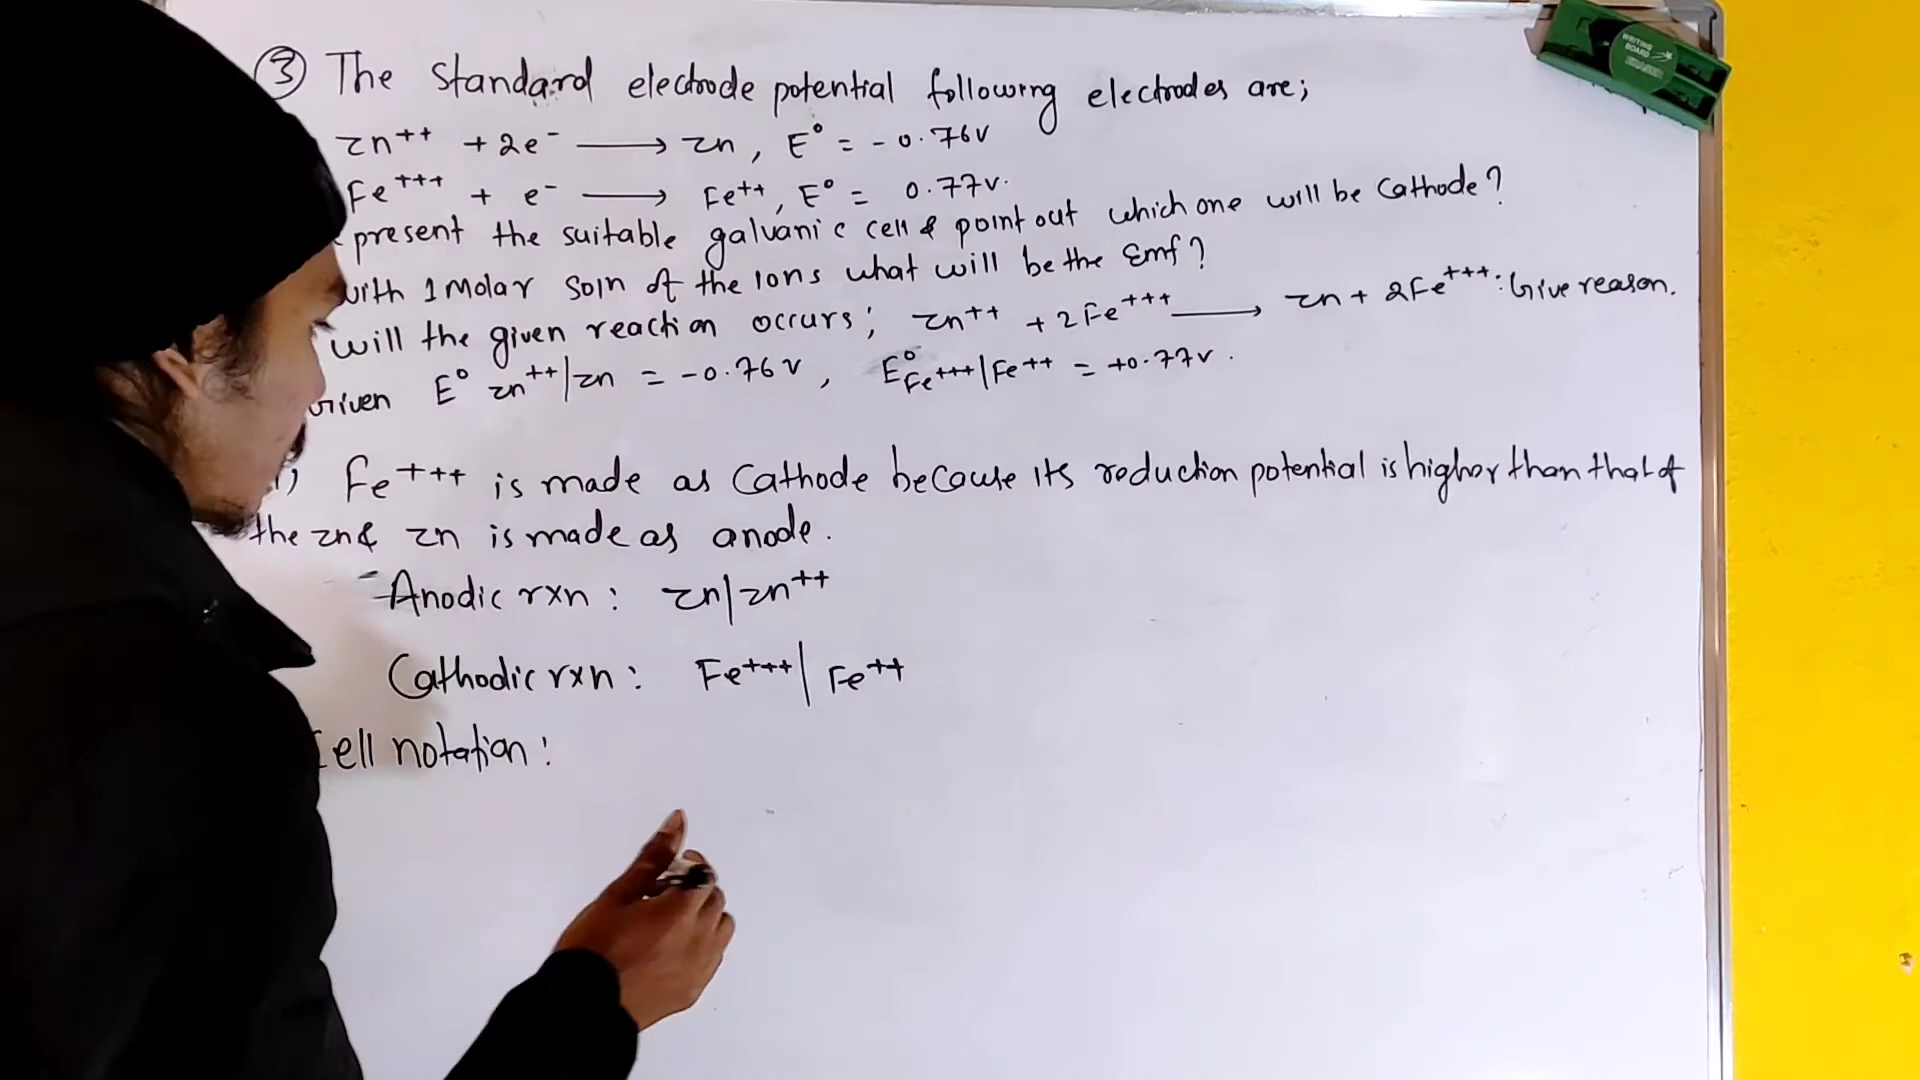 ③ The standard electrode potential following electrodes are;
zn++ + 2e- → zn, E° = -0.76v
Fe+++ + e- → Fe++, E° = 0.77v.
present the suitable galvanic cell & point out which one will be Cathode?
with 1 Molar soln of the Ions what will be the Emf?
will the given reaction occurs; zn++ + 2Fe+++ → zn + 2Fe+++. Give reason.
Given E° zn++|zn = -0.76v, E°Fe+++|Fe++ = +0.77v.
Fe+++ is made as Cathode because its reduction potential is higher than that of
the zn & zn is made as anode.
Anodic rxn: zn|zn++
Cathodic rxn: Fe+++|Fe++
Cell notation:
WRITING BOARD